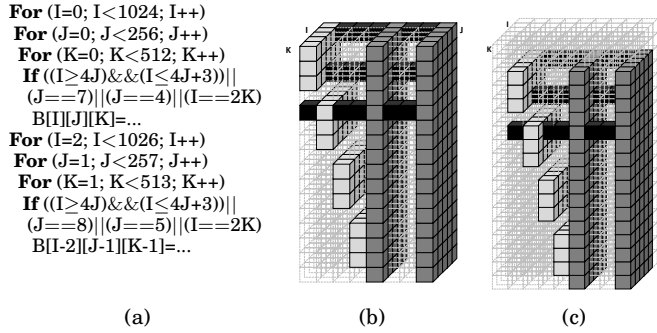 For (I=0; I<1024; I++)
For (J=0; J<256; J++)
For (K=0; K<512; K++)
If ((I≥4J)&&(I≤4J+3))||
(J==7)||(J==4)||(I==2K)
B[I][J][K]=...
For (I=2; I<1026; I++)
For (J=1; J<257; J++)
For (K=1; K<513; K++)
If ((I≥4J)&&(I≤4J+3))||
(J==8)||(J==5)||(I==2K)
B[I-2][J-1][K-1]=...
I
J
K
I
K
(a)
(b)
(c)